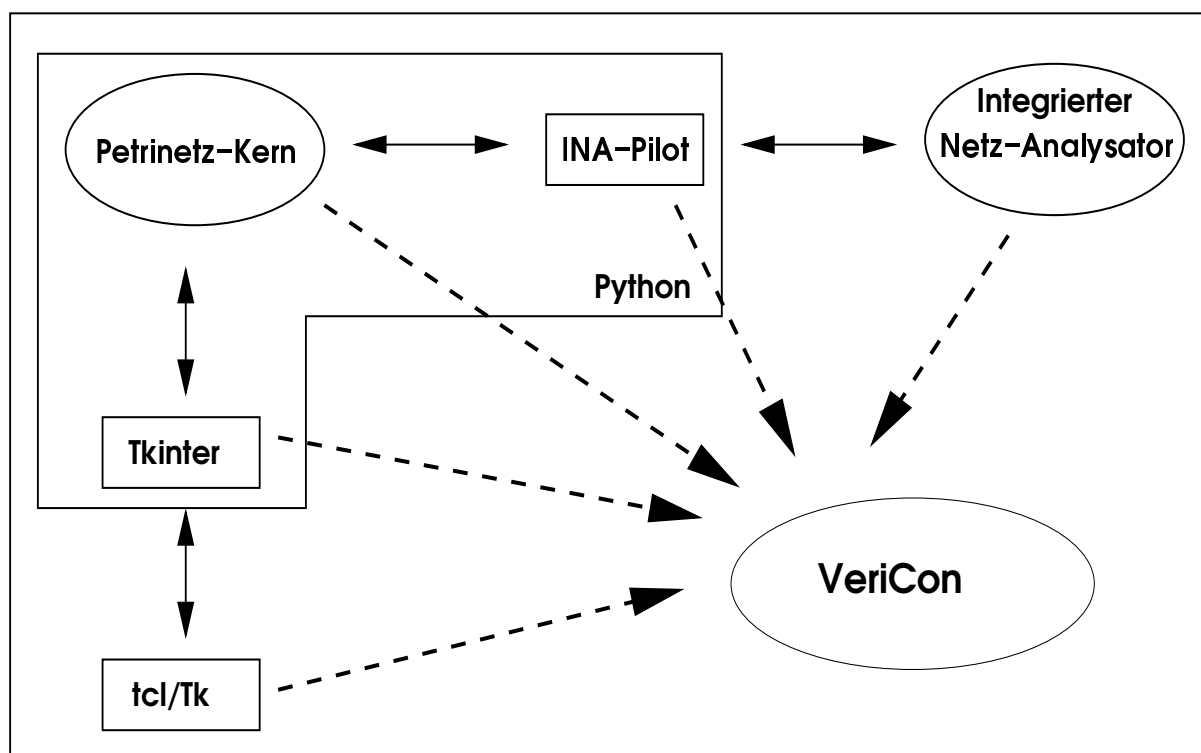 Petrinetz-Kern
INA-Pilot
Integrierter
Netz-Analysator
Python
Tkinter
VeriCon
tcl/Tk